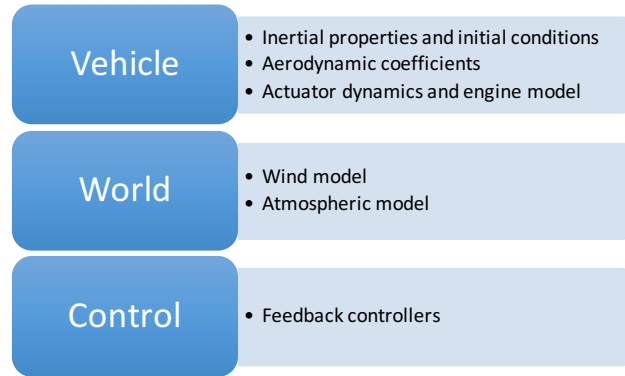 Vehicle
• Inertial properties and initial conditions
• Aerodynamic coefficients
• Actuator dynamics and engine model
World
• Wind model
• Atmospheric model
Control
• Feedback controllers